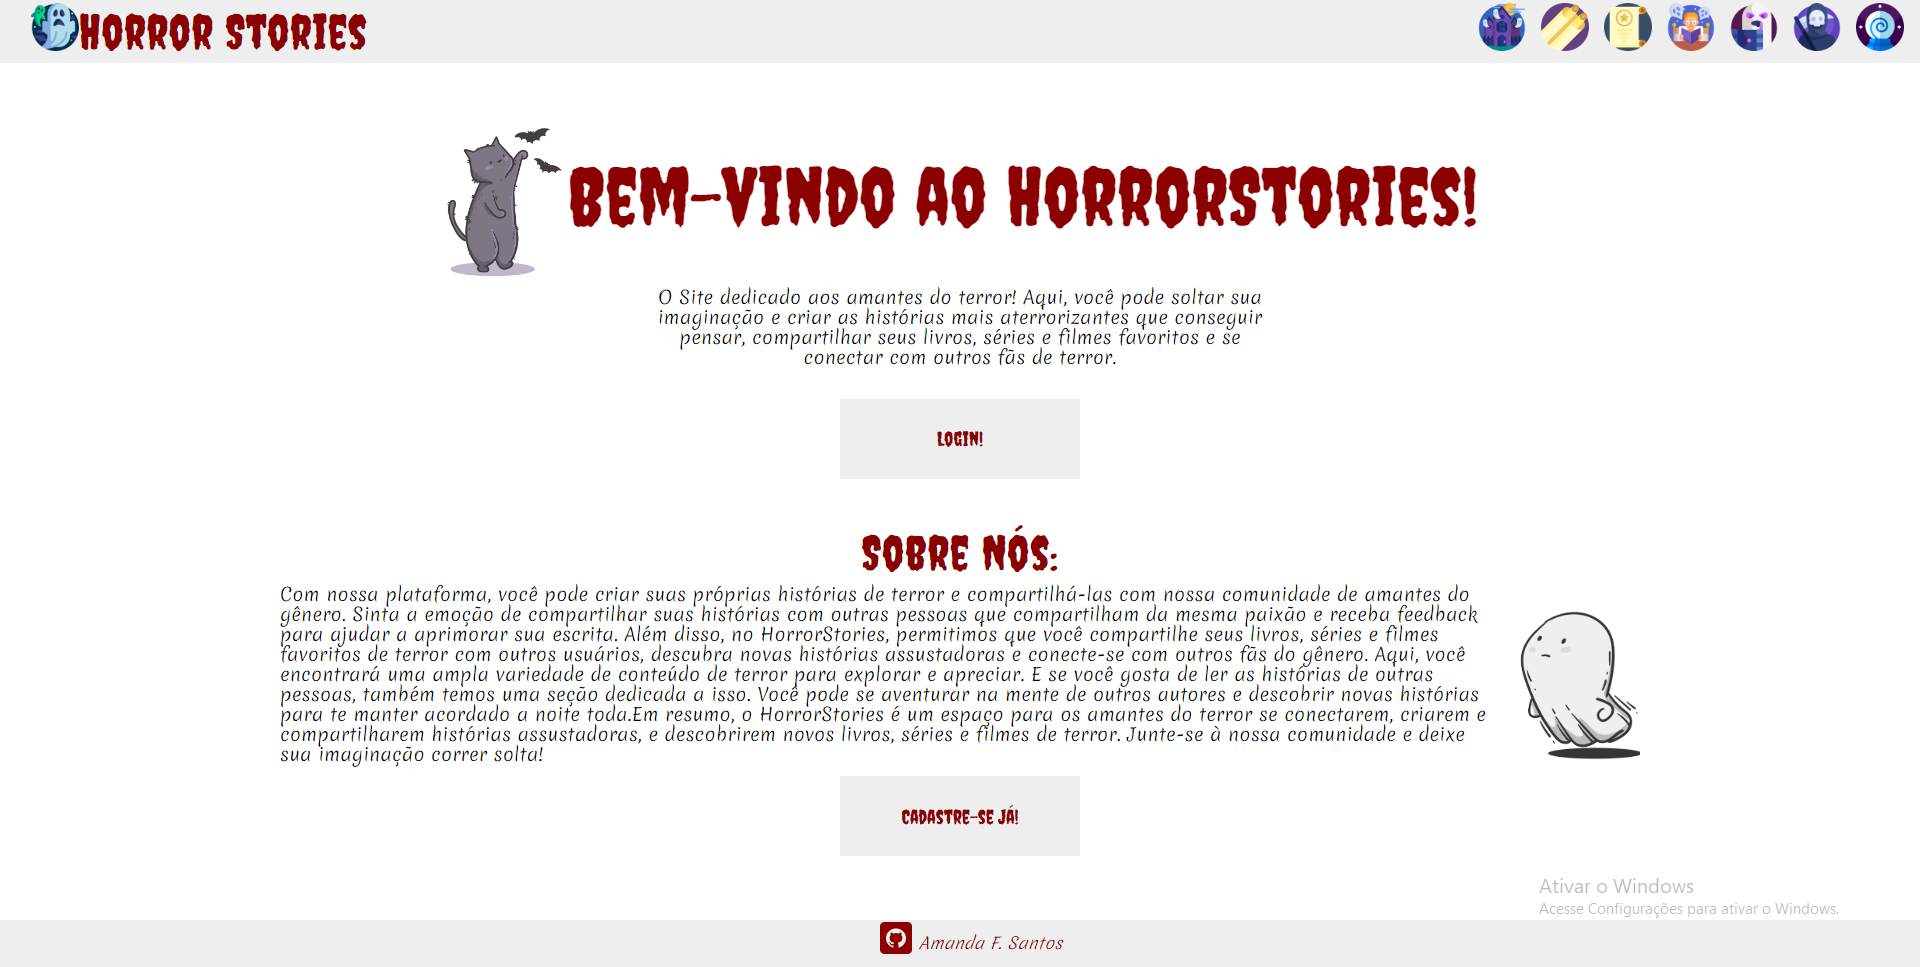 HORROR STORIES
BEM-VINDO AO HORRORSTORIES!
O Site dedicado aos amantes do terror! Aqui, você pode soltar sua
imaginação e criar as histórias mais aterrorizantes que conseguir
pensar, compartilhar seus livros, séries e filmes favoritos e se
conectar com outros fãs de terror.
LOGIN!
SOBRE NÓS:
Com nossa plataforma, você pode criar suas próprias histórias de terror e compartilhá-las com nossa comunidade de amantes do
gênero. Sinta a emoção de compartilhar suas histórias com outras pessoas que compartilham da mesma paixão e receba feedback
para ajudar a aprimorar sua escrita. Além disso, no HorrorStories, permitimos que você compartilhe seus livros, séries e filmes
favoritos de terror com outros usuários, descubra novas histórias assustadoras e conecte-se com outros fãs do gênero. Aqui, você
encontrará uma ampla variedade de conteúdo de terror para explorar e apreciar. E se você gosta de ler as histórias de outras
pessoas, também temos uma seção dedicada a isso. Você pode se aventurar na mente de outros autores e descobrir novas histórias
para te manter acordado a noite toda.Em resumo, o HorrorStories é um espaço para os amantes do terror se conectarem, criarem e
compartilharem histórias assustadoras, e descobrirem novos livros, séries e filmes de terror. Junte-se à nossa comunidade e deixe
sua imaginação correr solta!
CADASTRE-SE JÁ!
Ativar o Windows
Acesse Configurações para ativar o Windows.
Amanda F. Santos